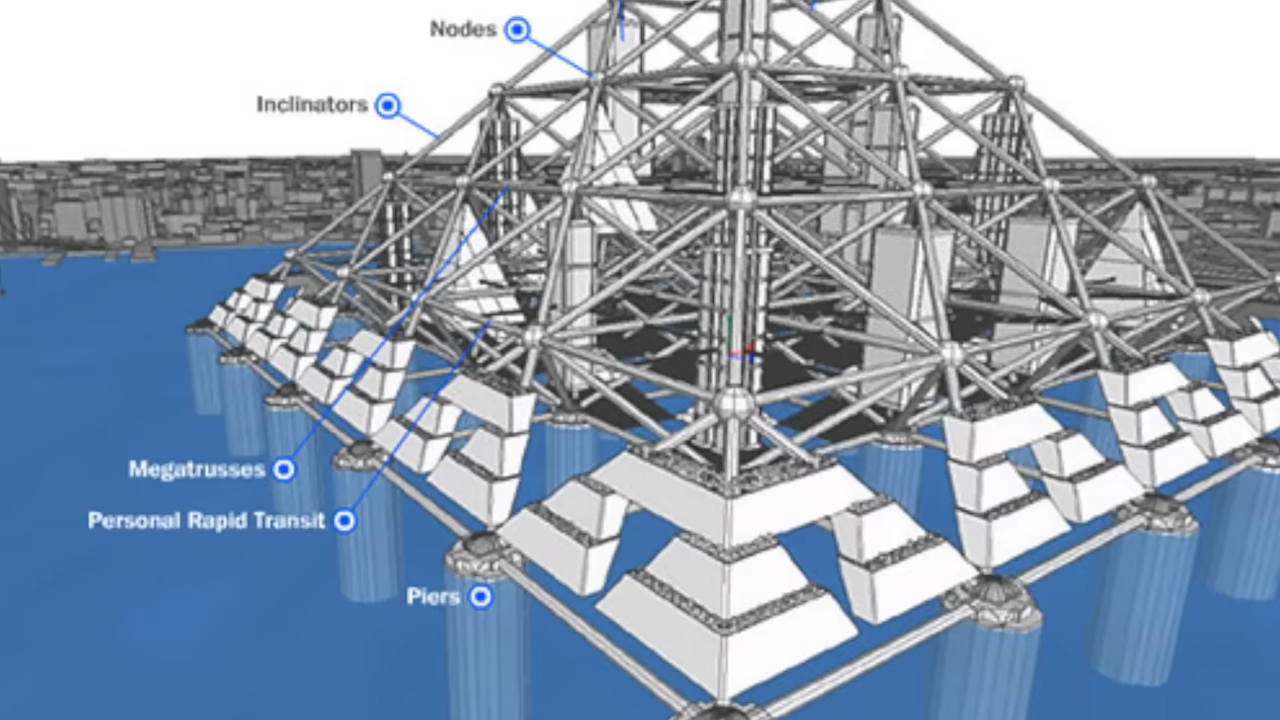 Nodes
Inclinators
Megatrusses
Personal Rapid Transit
Piers